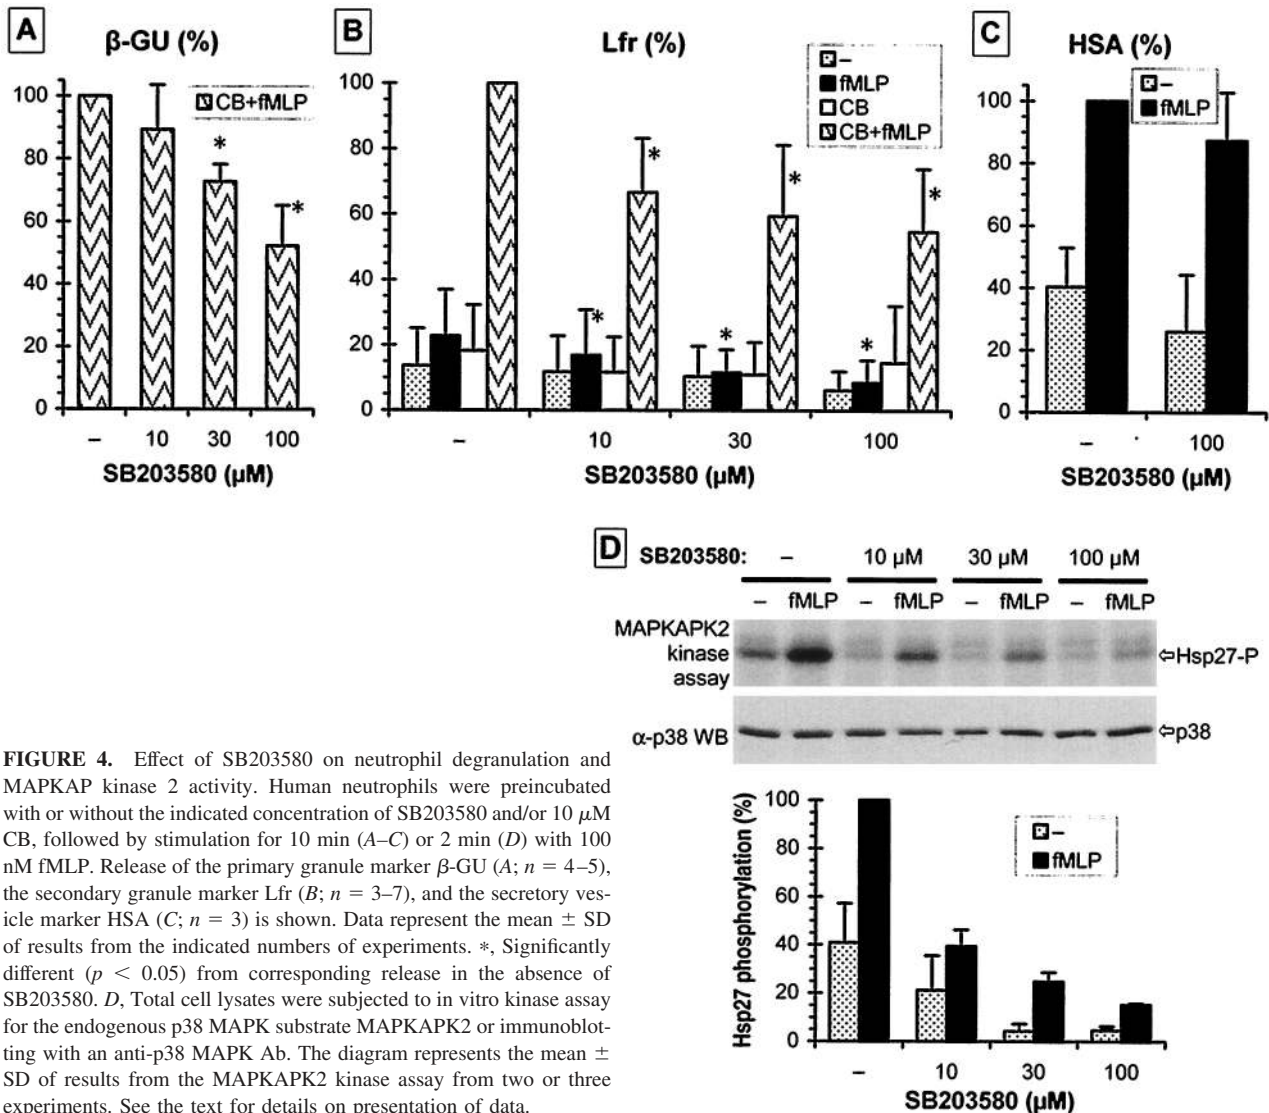 A
β-GU (%)
CB+fMLP
100
80
60
40
20
0
– 10 30 100
SB203580 (µM)
B
Lfr (%)
–
fMLP
CB
CB+fMLP
100
80
60
40
20
0
* * * * * *
– 10 30 100
SB203580 (µM)
C
HSA (%)
–
fMLP
100
80
60
40
20
0
– 100
SB203580 (µM)
D
SB203580: – 10 µM 30 µM 100 µM
– fMLP – fMLP – fMLP – fMLP
MAPKAPK2
kinase
assay
⇦Hsp27-P
α-p38 WB
⇦p38
Hsp27 phosphorylation (%)
100
80
60
40
20
0
–
fMLP
– 10 30 100
SB203580 (µM)
FIGURE 4. Effect of SB203580 on neutrophil degranulation and
MAPKAP kinase 2 activity. Human neutrophils were preincubated
with or without the indicated concentration of SB203580 and/or 10 µM
CB, followed by stimulation for 10 min (A–C) or 2 min (D) with 100
nM fMLP. Release of the primary granule marker β-GU (A; n = 4–5),
the secondary granule marker Lfr (B; n = 3–7), and the secretory ves-
icle marker HSA (C; n = 3) is shown. Data represent the mean ± SD
of results from the indicated numbers of experiments. *, Significantly
different (p < 0.05) from corresponding release in the absence of
SB203580. D, Total cell lysates were subjected to in vitro kinase assay
for the endogenous p38 MAPK substrate MAPKAPK2 or immunoblot-
ting with an anti-p38 MAPK Ab. The diagram represents the mean ±
SD of results from the MAPKAPK2 kinase assay from two or three
experiments. See the text for details on presentation of data.